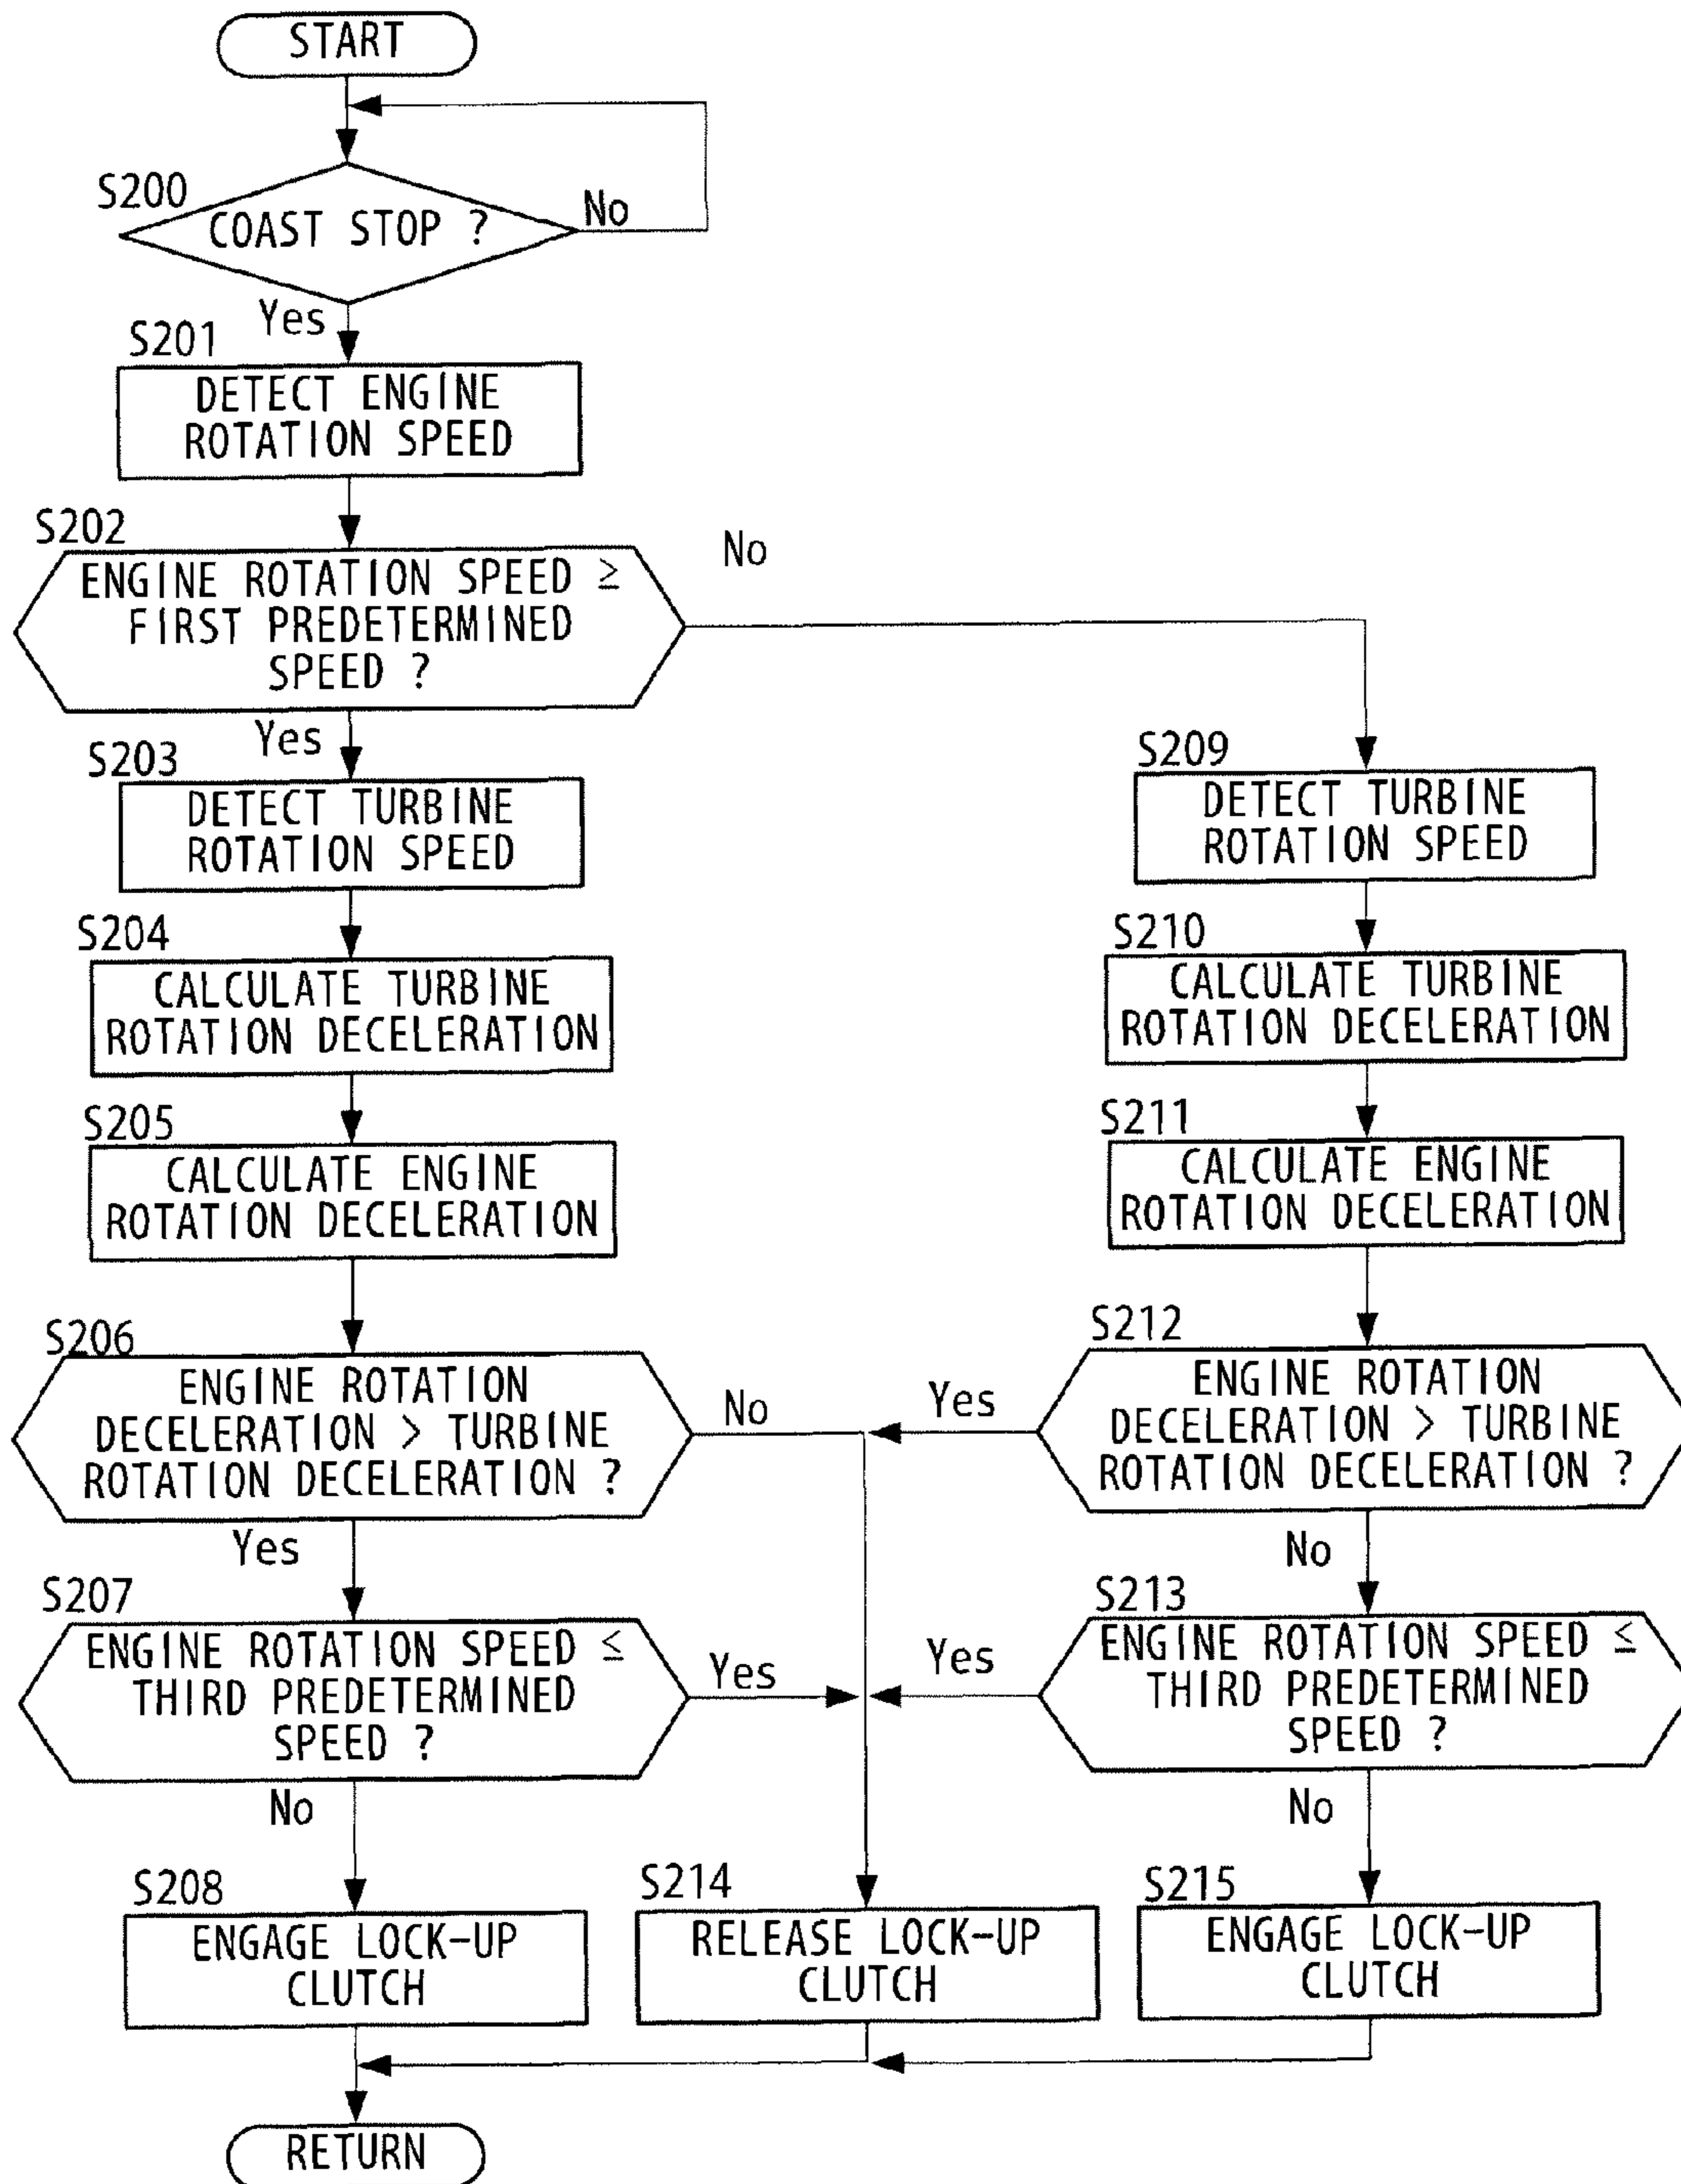 START
S200
COAST STOP ?
No
Yes
S201
DETECT ENGINE
ROTATION SPEED
S202
ENGINE ROTATION SPEED ≥
FIRST PREDETERMINED
SPEED ?
No
Yes
S203
DETECT TURBINE
ROTATION SPEED
S204
CALCULATE TURBINE
ROTATION DECELERATION
S205
CALCULATE ENGINE
ROTATION DECELERATION
S206
ENGINE ROTATION
DECELERATION > TURBINE
ROTATION DECELERATION ?
No
Yes
S207
ENGINE ROTATION SPEED ≤
THIRD PREDETERMINED
SPEED ?
Yes
No
S208
ENGAGE LOCK-UP
CLUTCH
S209
DETECT TURBINE
ROTATION SPEED
S210
CALCULATE TURBINE
ROTATION DECELERATION
S211
CALCULATE ENGINE
ROTATION DECELERATION
S212
ENGINE ROTATION
DECELERATION > TURBINE
ROTATION DECELERATION ?
Yes
No
S213
ENGINE ROTATION SPEED ≤
THIRD PREDETERMINED
SPEED ?
Yes
No
S214
RELEASE LOCK-UP
CLUTCH
S215
ENGAGE LOCK-UP
CLUTCH
RETURN